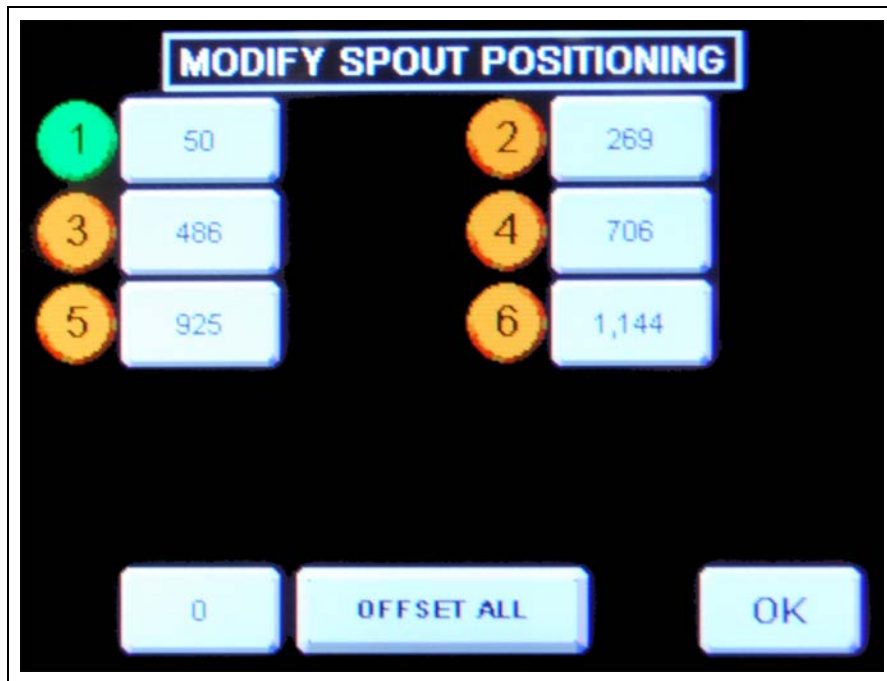 MODIFY SPOUT POSITIONING
1 50 2 269
3 486 4 706
5 925 6 1,144
0 OFFSET ALL OK